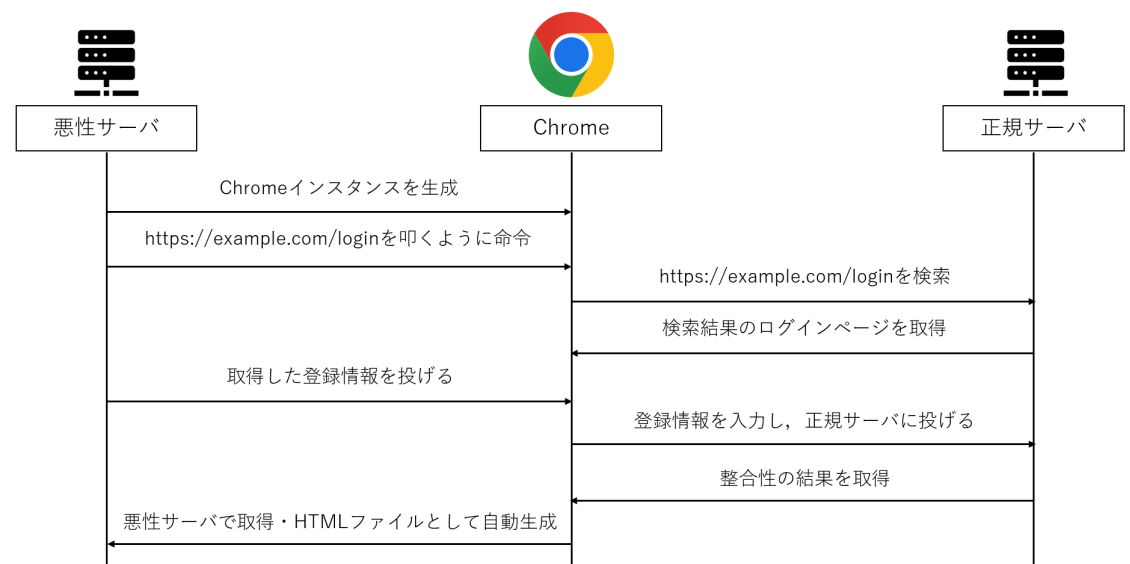 悪性サーバ
Chrome
正規サーバ
Chromeインスタンスを生成
https://example.com/loginを叩くように命令
https://example.com/loginを検索
検索結果のログインページを取得
取得した登録情報を投げる
登録情報を入力し，正規サーバに投げる
整合性の結果を取得
悪性サーバで取得・HTMLファイルとして自動生成